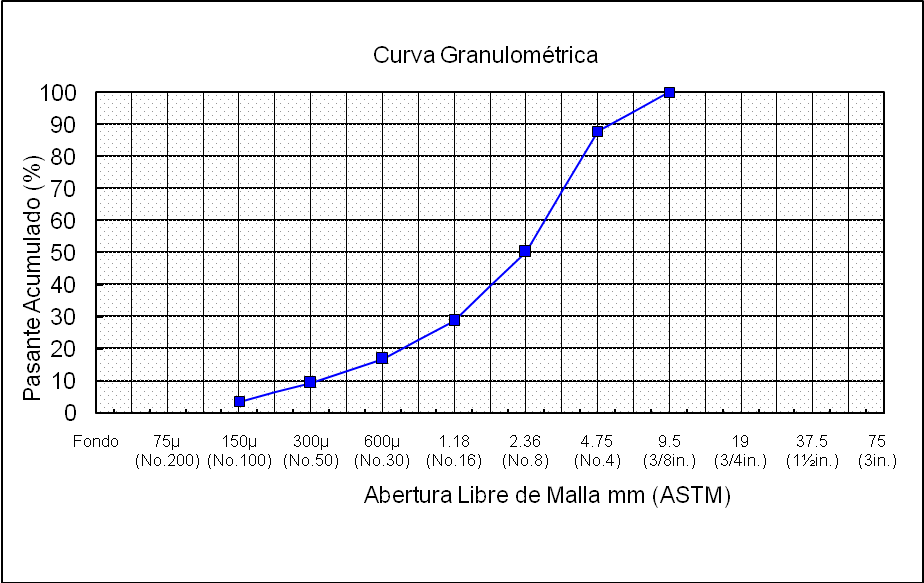 Curva Granulométrica
100
90
80
70
60
50
40
30
20
10
0
Pasante Acumulado (%)
Fondo 75µ 150µ 300µ 600µ 1.18 2.36 4.75 9.5 19 37.5 75
(No.200) (No.100) (No.50) (No.30) (No.16) (No.8) (No.4) (3/8in.) (3/4in.) (1½in.) (3in.)
Abertura Libre de Malla mm (ASTM)